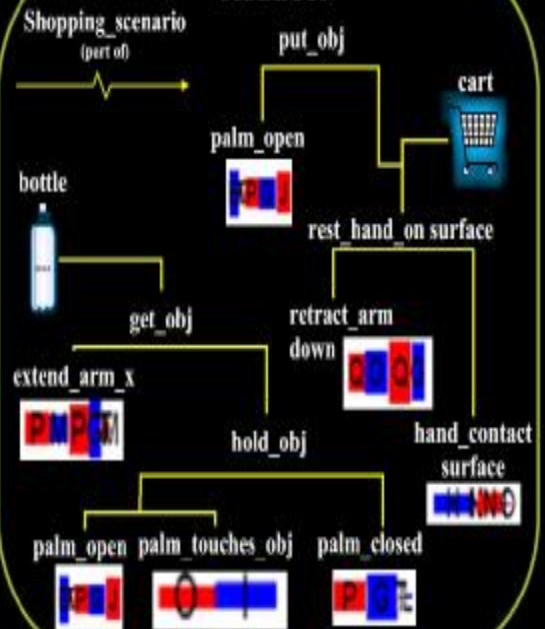 Shopping_scenario
(part of)
put_obj
cart
palm_open
bottle
rest_hand_on surface
get_obj
retract_arm
down
extend_arm_x
hold_obj
hand_contact
surface
palm_open palm_touches_obj palm_closed